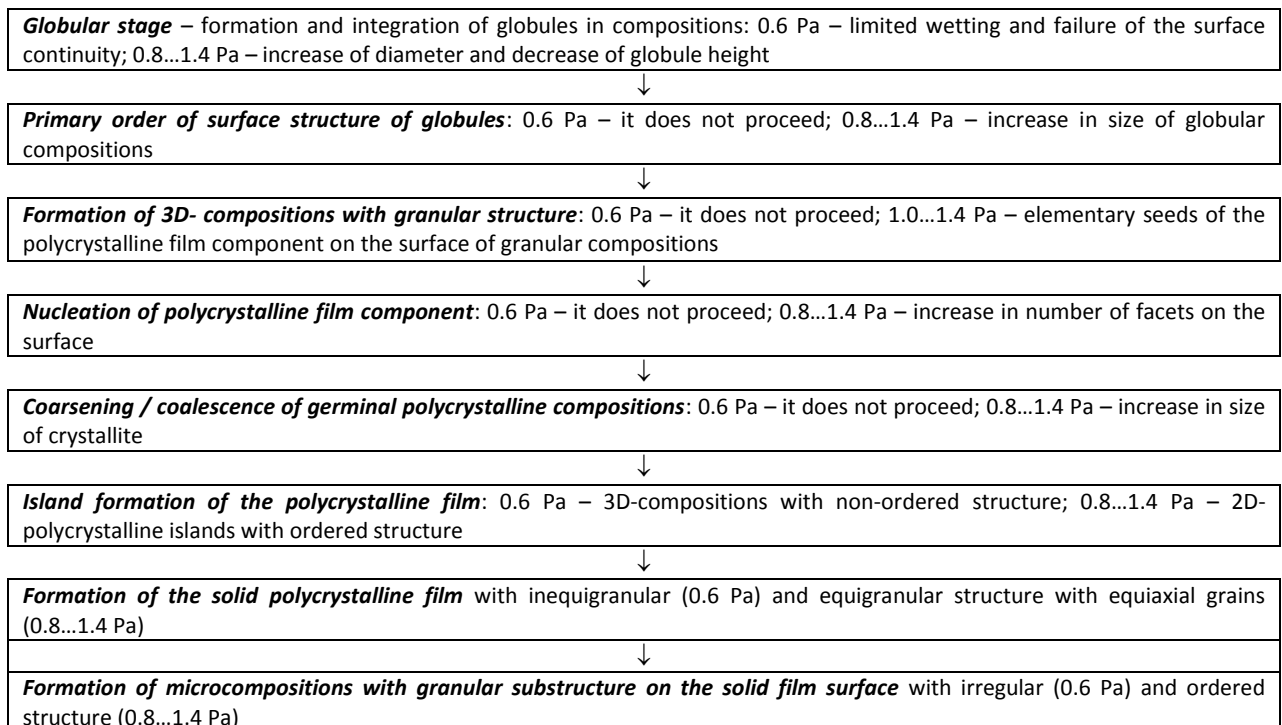 Globular stage – formation and integration of globules in compositions: 0.6 Pa – limited wetting and failure of the surface
continuity; 0.8…1.4 Pa – increase of diameter and decrease of globule height
↓
Primary order of surface structure of globules: 0.6 Pa – it does not proceed; 0.8…1.4 Pa – increase in size of globular
compositions
↓
Formation of 3D- compositions with granular structure: 0.6 Pa – it does not proceed; 1.0…1.4 Pa – elementary seeds of the
polycrystalline film component on the surface of granular compositions
↓
Nucleation of polycrystalline film component: 0.6 Pa – it does not proceed; 0.8…1.4 Pa – increase in number of facets on the
surface
↓
Coarsening / coalescence of germinal polycrystalline compositions: 0.6 Pa – it does not proceed; 0.8…1.4 Pa – increase in size
of crystallite
↓
Island formation of the polycrystalline film: 0.6 Pa – 3D-compositions with non-ordered structure; 0.8…1.4 Pa – 2D-
polycrystalline islands with ordered structure
↓
Formation of the solid polycrystalline film with inequigranular (0.6 Pa) and equigranular structure with equiaxial grains
(0.8…1.4 Pa)
↓
Formation of microcompositions with granular substructure on the solid film surface with irregular (0.6 Pa) and ordered
structure (0.8…1.4 Pa)